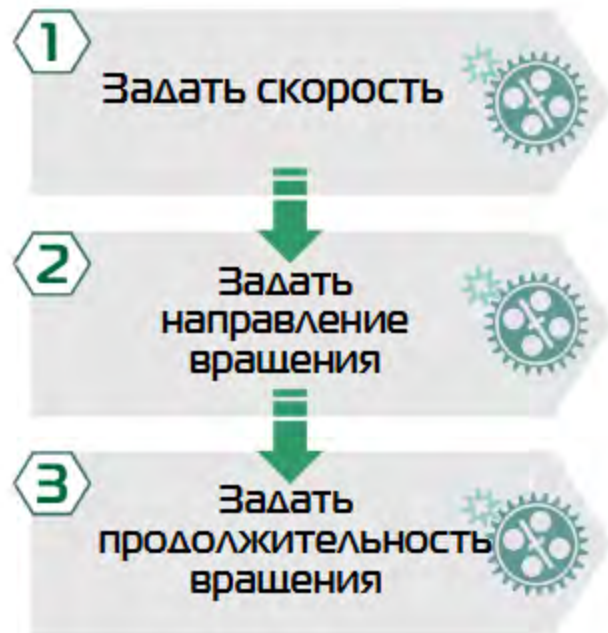 1
Задать скорость
2
Задать
направление
вращения
3
Задать
продолжительность
вращения